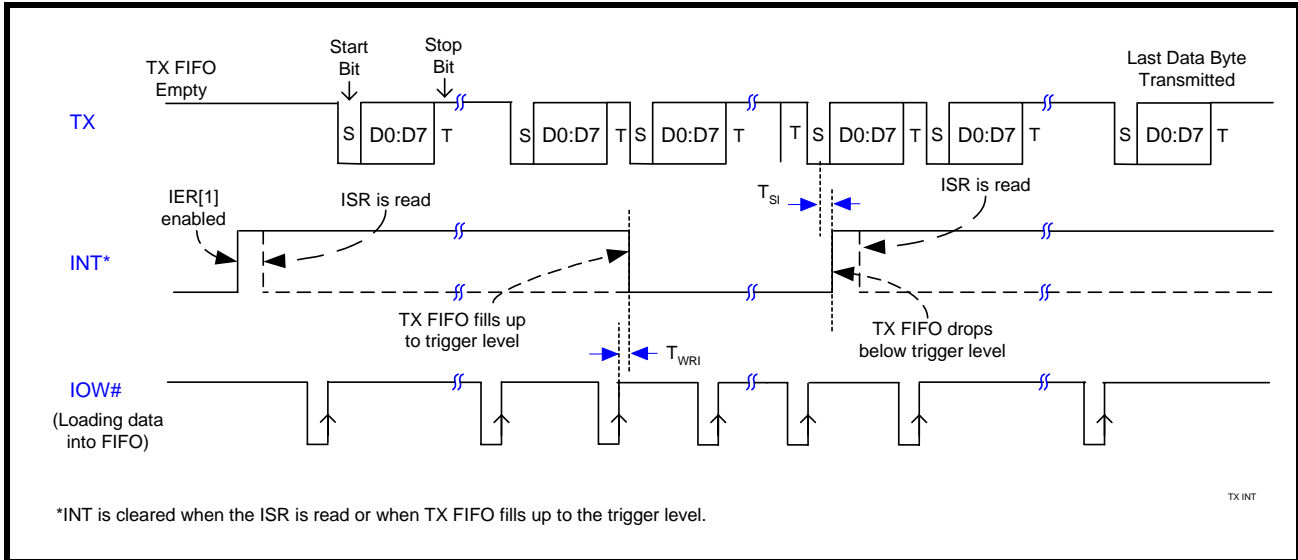 Start
Bit
Stop
Bit
TX FIFO
Empty
Last Data Byte
Transmitted
TX
S D0:D7 T S D0:D7 T S D0:D7 T T S D0:D7 T S D0:D7 T S D0:D7 T
IER[1]
enabled
ISR is read
TSI
ISR is read
INT*
TX FIFO fills up
to trigger level
TX FIFO drops
below trigger level
TWRI
IOW#
(Loading data
into FIFO)
TX INT
*INT is cleared when the ISR is read or when TX FIFO fills up to the trigger level.